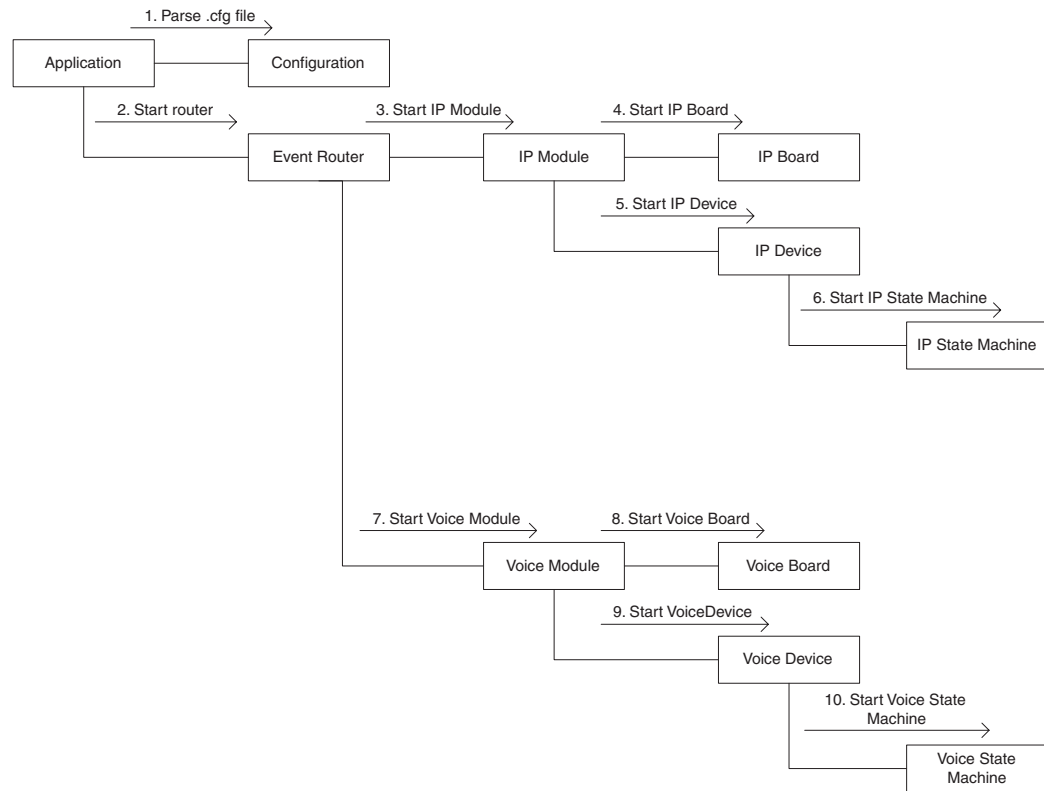 1. Parse .cfg file
Application
Configuration
2. Start router
3. Start IP Module
4. Start IP Board
Event Router
IP Module
IP Board
5. Start IP Device
IP Device
6. Start IP State Machine
IP State Machine
7. Start Voice Module
8. Start Voice Board
Voice Module
Voice Board
9. Start VoiceDevice
Voice Device
10. Start Voice State
Machine
Voice State
Machine